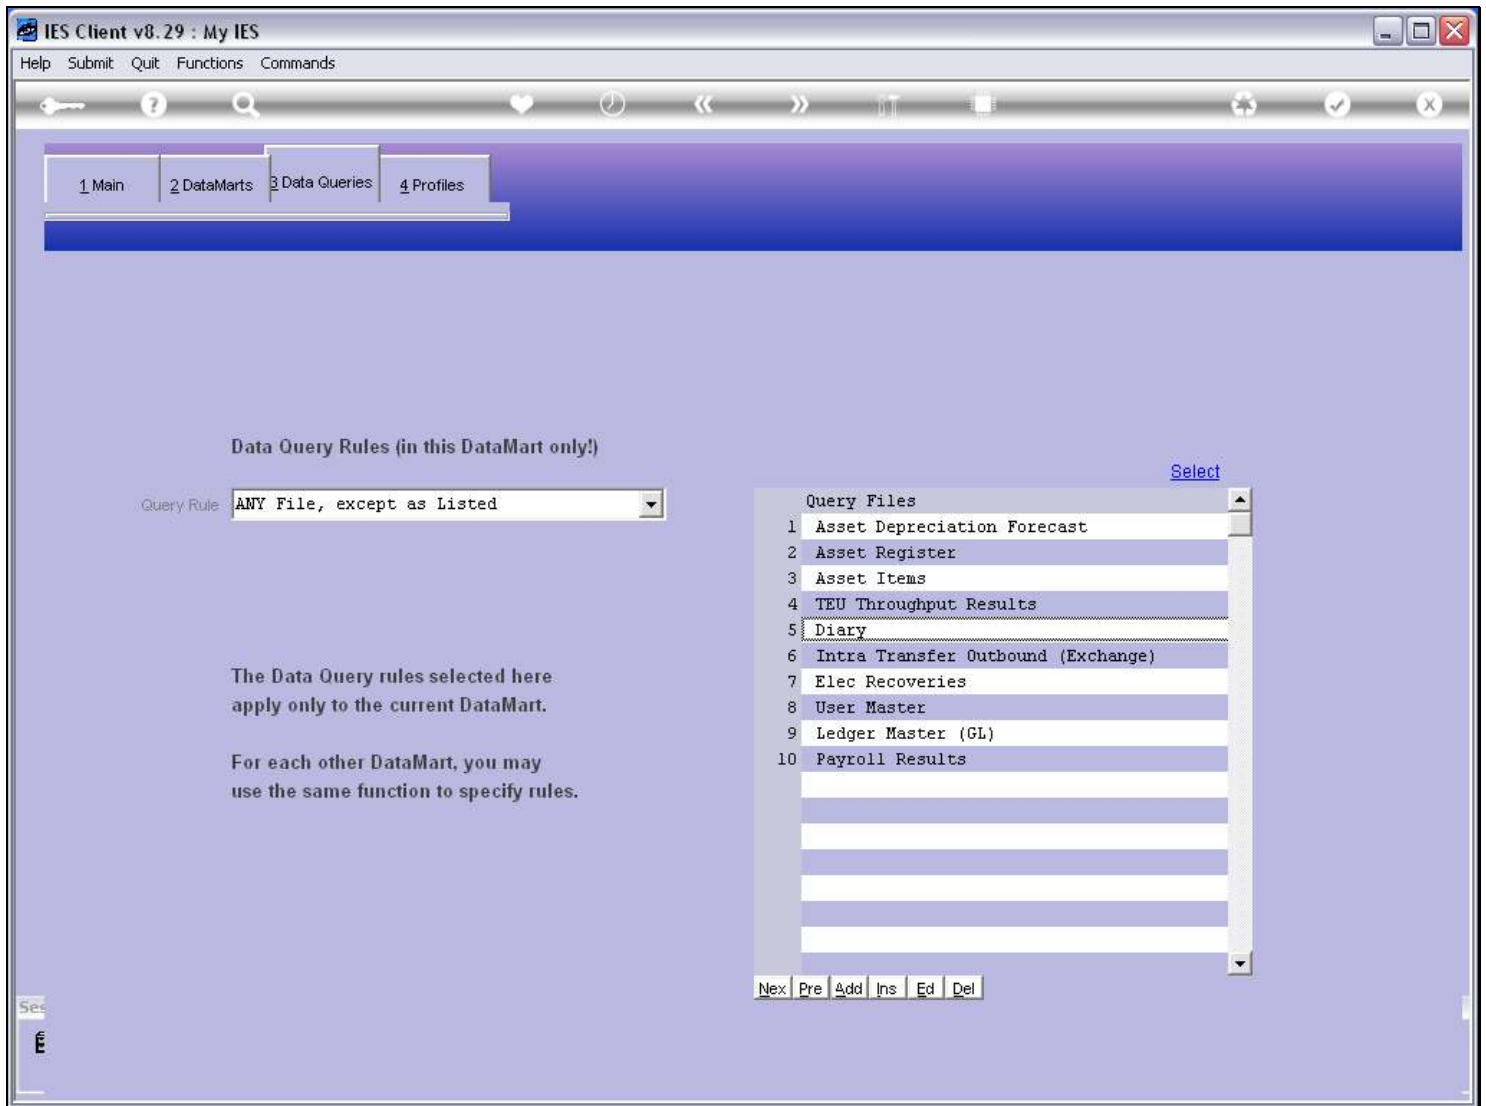 IES Client v8.29 : My IES
Help Submit Quit Functions Commands
1 Main 2 DataMarts 3 Data Queries 4 Profiles
Data Query Rules (in this DataMart only!)
Select
Query Rule ANY File, except as Listed
Query Files
1 Asset Depreciation Forecast
2 Asset Register
3 Asset Items
4 TEU Throughput Results
5 Diary
6 Intra Transfer Outbound (Exchange)
7 Elec Recoveries
8 User Master
9 Ledger Master (GL)
10 Payroll Results
The Data Query rules selected here
apply only to the current DataMart.
For each other DataMart, you may
use the same function to specify rules.
Nex Pre Add Ins Ed Del